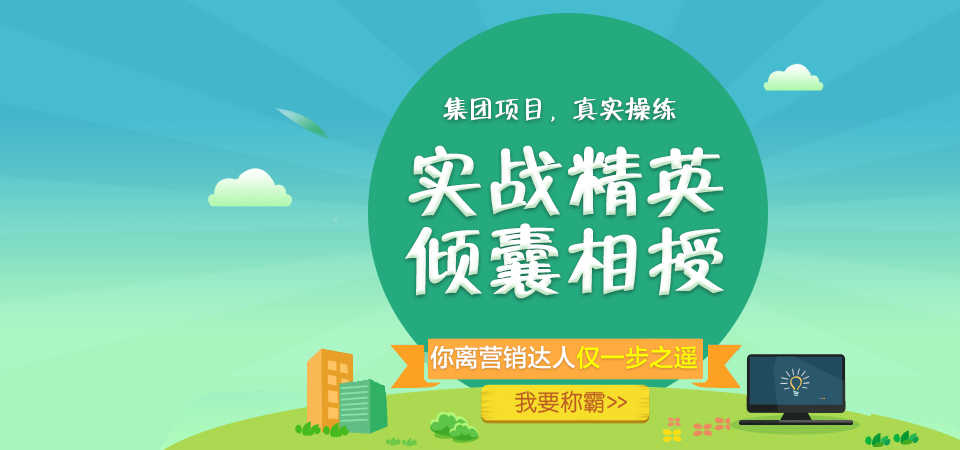 集团项目，真实操练
实战精英
倾囊相授
你离营销达人仅一步之遥
我要称霸>>